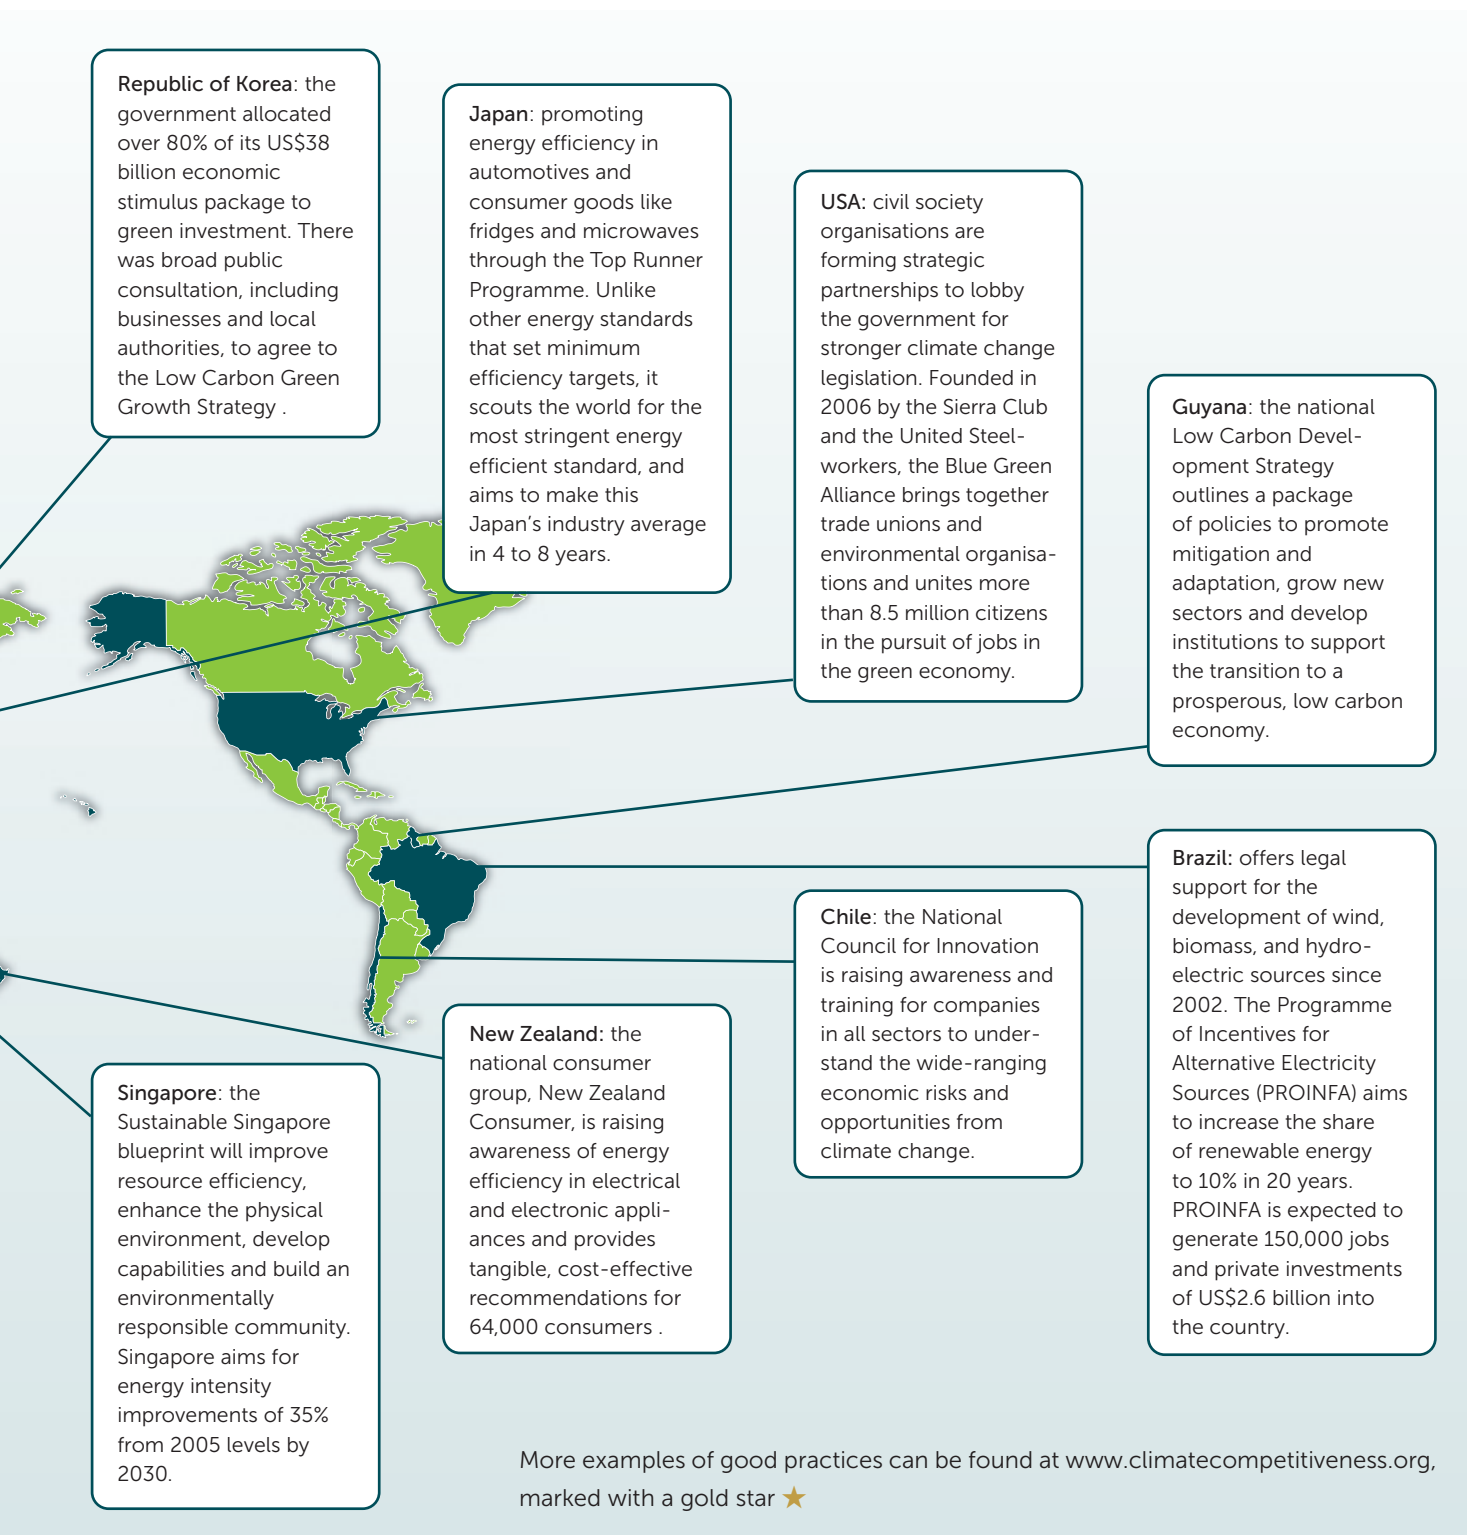 Republic of Korea: the
government allocated
over 80% of its US$38
billion economic
stimulus package to
green investment. There
was broad public
consultation, including
businesses and local
authorities, to agree to
the Low Carbon Green
Growth Strategy .
Japan: promoting
energy efficiency in
automotives and
consumer goods like
fridges and microwaves
through the Top Runner
Programme. Unlike
other energy standards
that set minimum
efficiency targets, it
scouts the world for the
most stringent energy
efficient standard, and
aims to make this
Japan's industry average
in 4 to 8 years.
USA: civil society
organisations are
forming strategic
partnerships to lobby
the government for
stronger climate change
legislation. Founded in
2006 by the Sierra Club
and the United Steel-
workers, the Blue Green
Alliance brings together
trade unions and
environmental organisa-
tions and unites more
than 8.5 million citizens
in the pursuit of jobs in
the green economy.
Guyana: the national
Low Carbon Devel-
opment Strategy
outlines a package
of policies to promote
mitigation and
adaptation, grow new
sectors and develop
institutions to support
the transition to a
prosperous, low carbon
economy.
Brazil: offers legal
support for the
development of wind,
biomass, and hydro-
electric sources since
2002. The Programme
of Incentives for
Alternative Electricity
Sources (PROINFA) aims
to increase the share
of renewable energy
to 10% in 20 years.
PROINFA is expected to
generate 150,000 jobs
and private investments
of US$2.6 billion into
the country.
Chile: the National
Council for Innovation
is raising awareness and
training for companies
in all sectors to under-
stand the wide-ranging
economic risks and
opportunities from
climate change.
New Zealand: the
national consumer
group, New Zealand
Consumer, is raising
awareness of energy
efficiency in electrical
and electronic appli-
ances and provides
tangible, cost-effective
recommendations for
64,000 consumers .
Singapore: the
Sustainable Singapore
blueprint will improve
resource efficiency,
enhance the physical
environment, develop
capabilities and build an
environmentally
responsible community.
Singapore aims for
energy intensity
improvements of 35%
from 2005 levels by
2030.
More examples of good practices can be found at www.climatecompetitiveness.org,
marked with a gold star ★